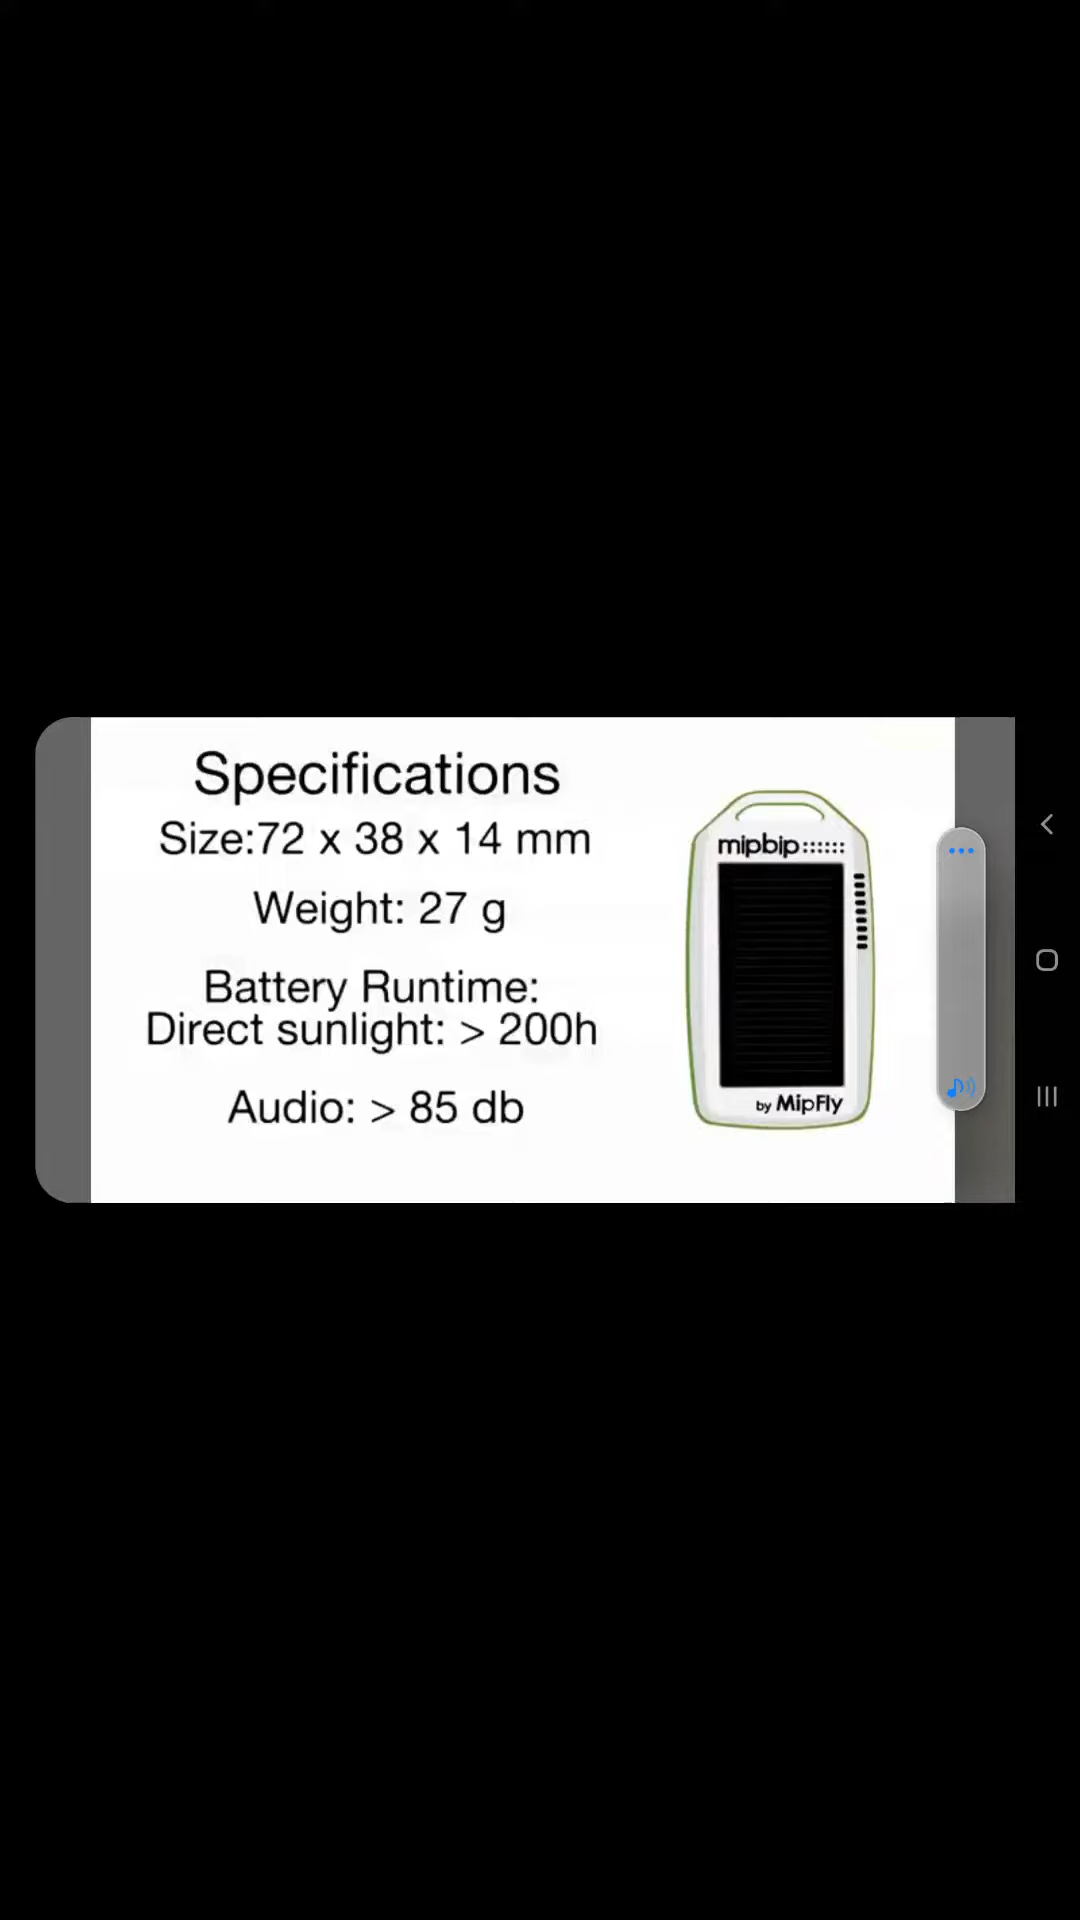 Specifications
Size:72 x 38 x 14 mm
Weight: 27 g
Battery Runtime:
Direct sunlight: > 200h
Audio: > 85 db
mipbip
by MipFly